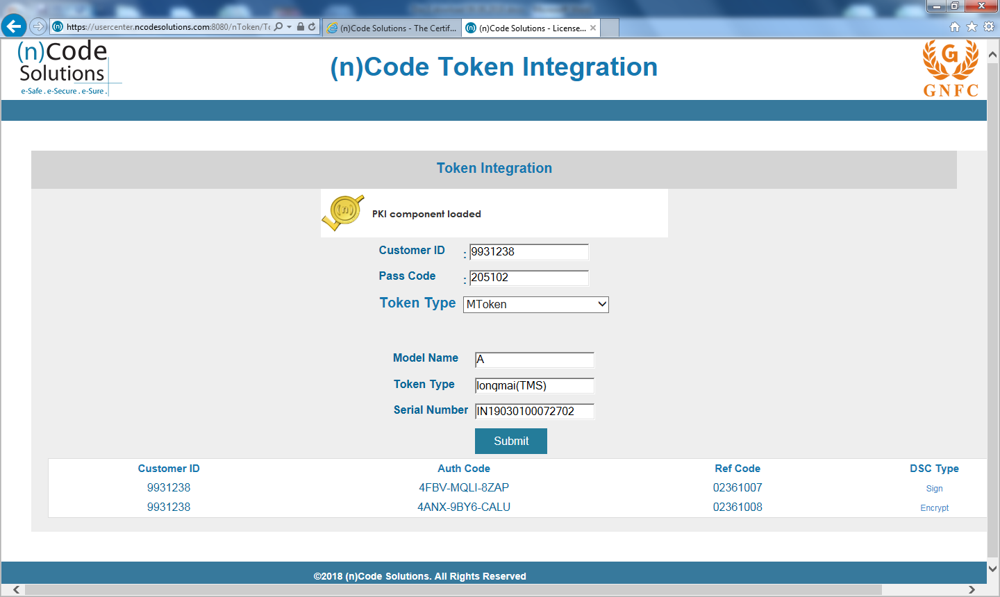 https://usercenter.ncodesolutions.com:8080/nToken/To
(n)Code Solutions - The Certif...
(n)Code Solutions - License...
(n)Code
Solutions
e-Safe . e-Secure . e-Sure .
(n)Code Token Integration
G
GNFC
Token Integration
(n)
PKI component loaded
Customer ID : 9931238
Pass Code : 205102
Token Type MToken
Model Name A
Token Type longmai(TMS)
Serial Number IN19030100072702
Submit
Customer ID Auth Code Ref Code DSC Type
9931238 4FBV-MQLI-8ZAP 02361007 Sign
9931238 4ANX-9BY6-CALU 02361008 Encrypt
©2018 (n)Code Solutions. All Rights Reserved